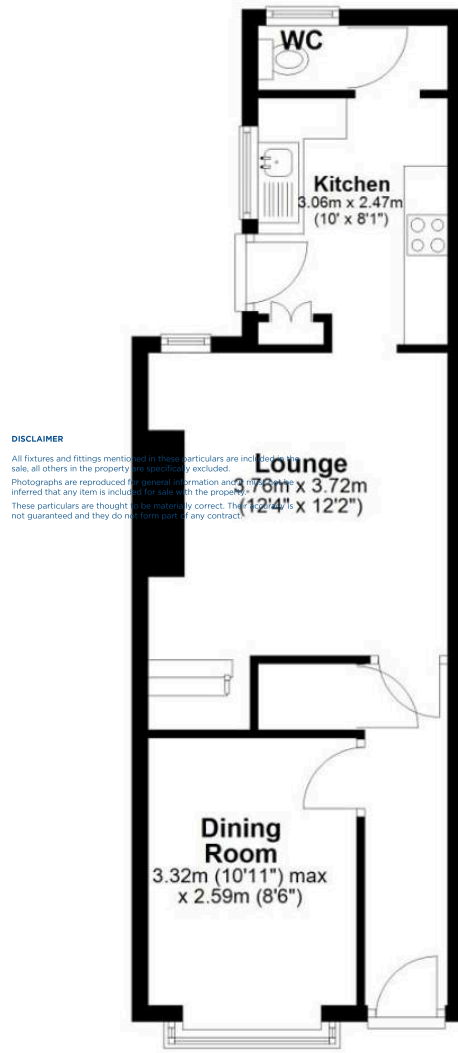 WC
Kitchen
3.06m x 2.47m
(10' x 8'1")
DISCLAIMER
All fixtures and fittings mentioned in these particulars are included in the
sale, all others in the property are specifically excluded.
Photographs are reproduced for general information and it must not be
inferred that any item is included for sale with the property.
These particulars are thought to be materially correct. Their accuracy is
not guaranteed and they do not form part of any contract.
Lounge
3.76m x 3.72m
(12'4" x 12'2")
Dining
Room
3.32m (10'11") max
x 2.59m (8'6")